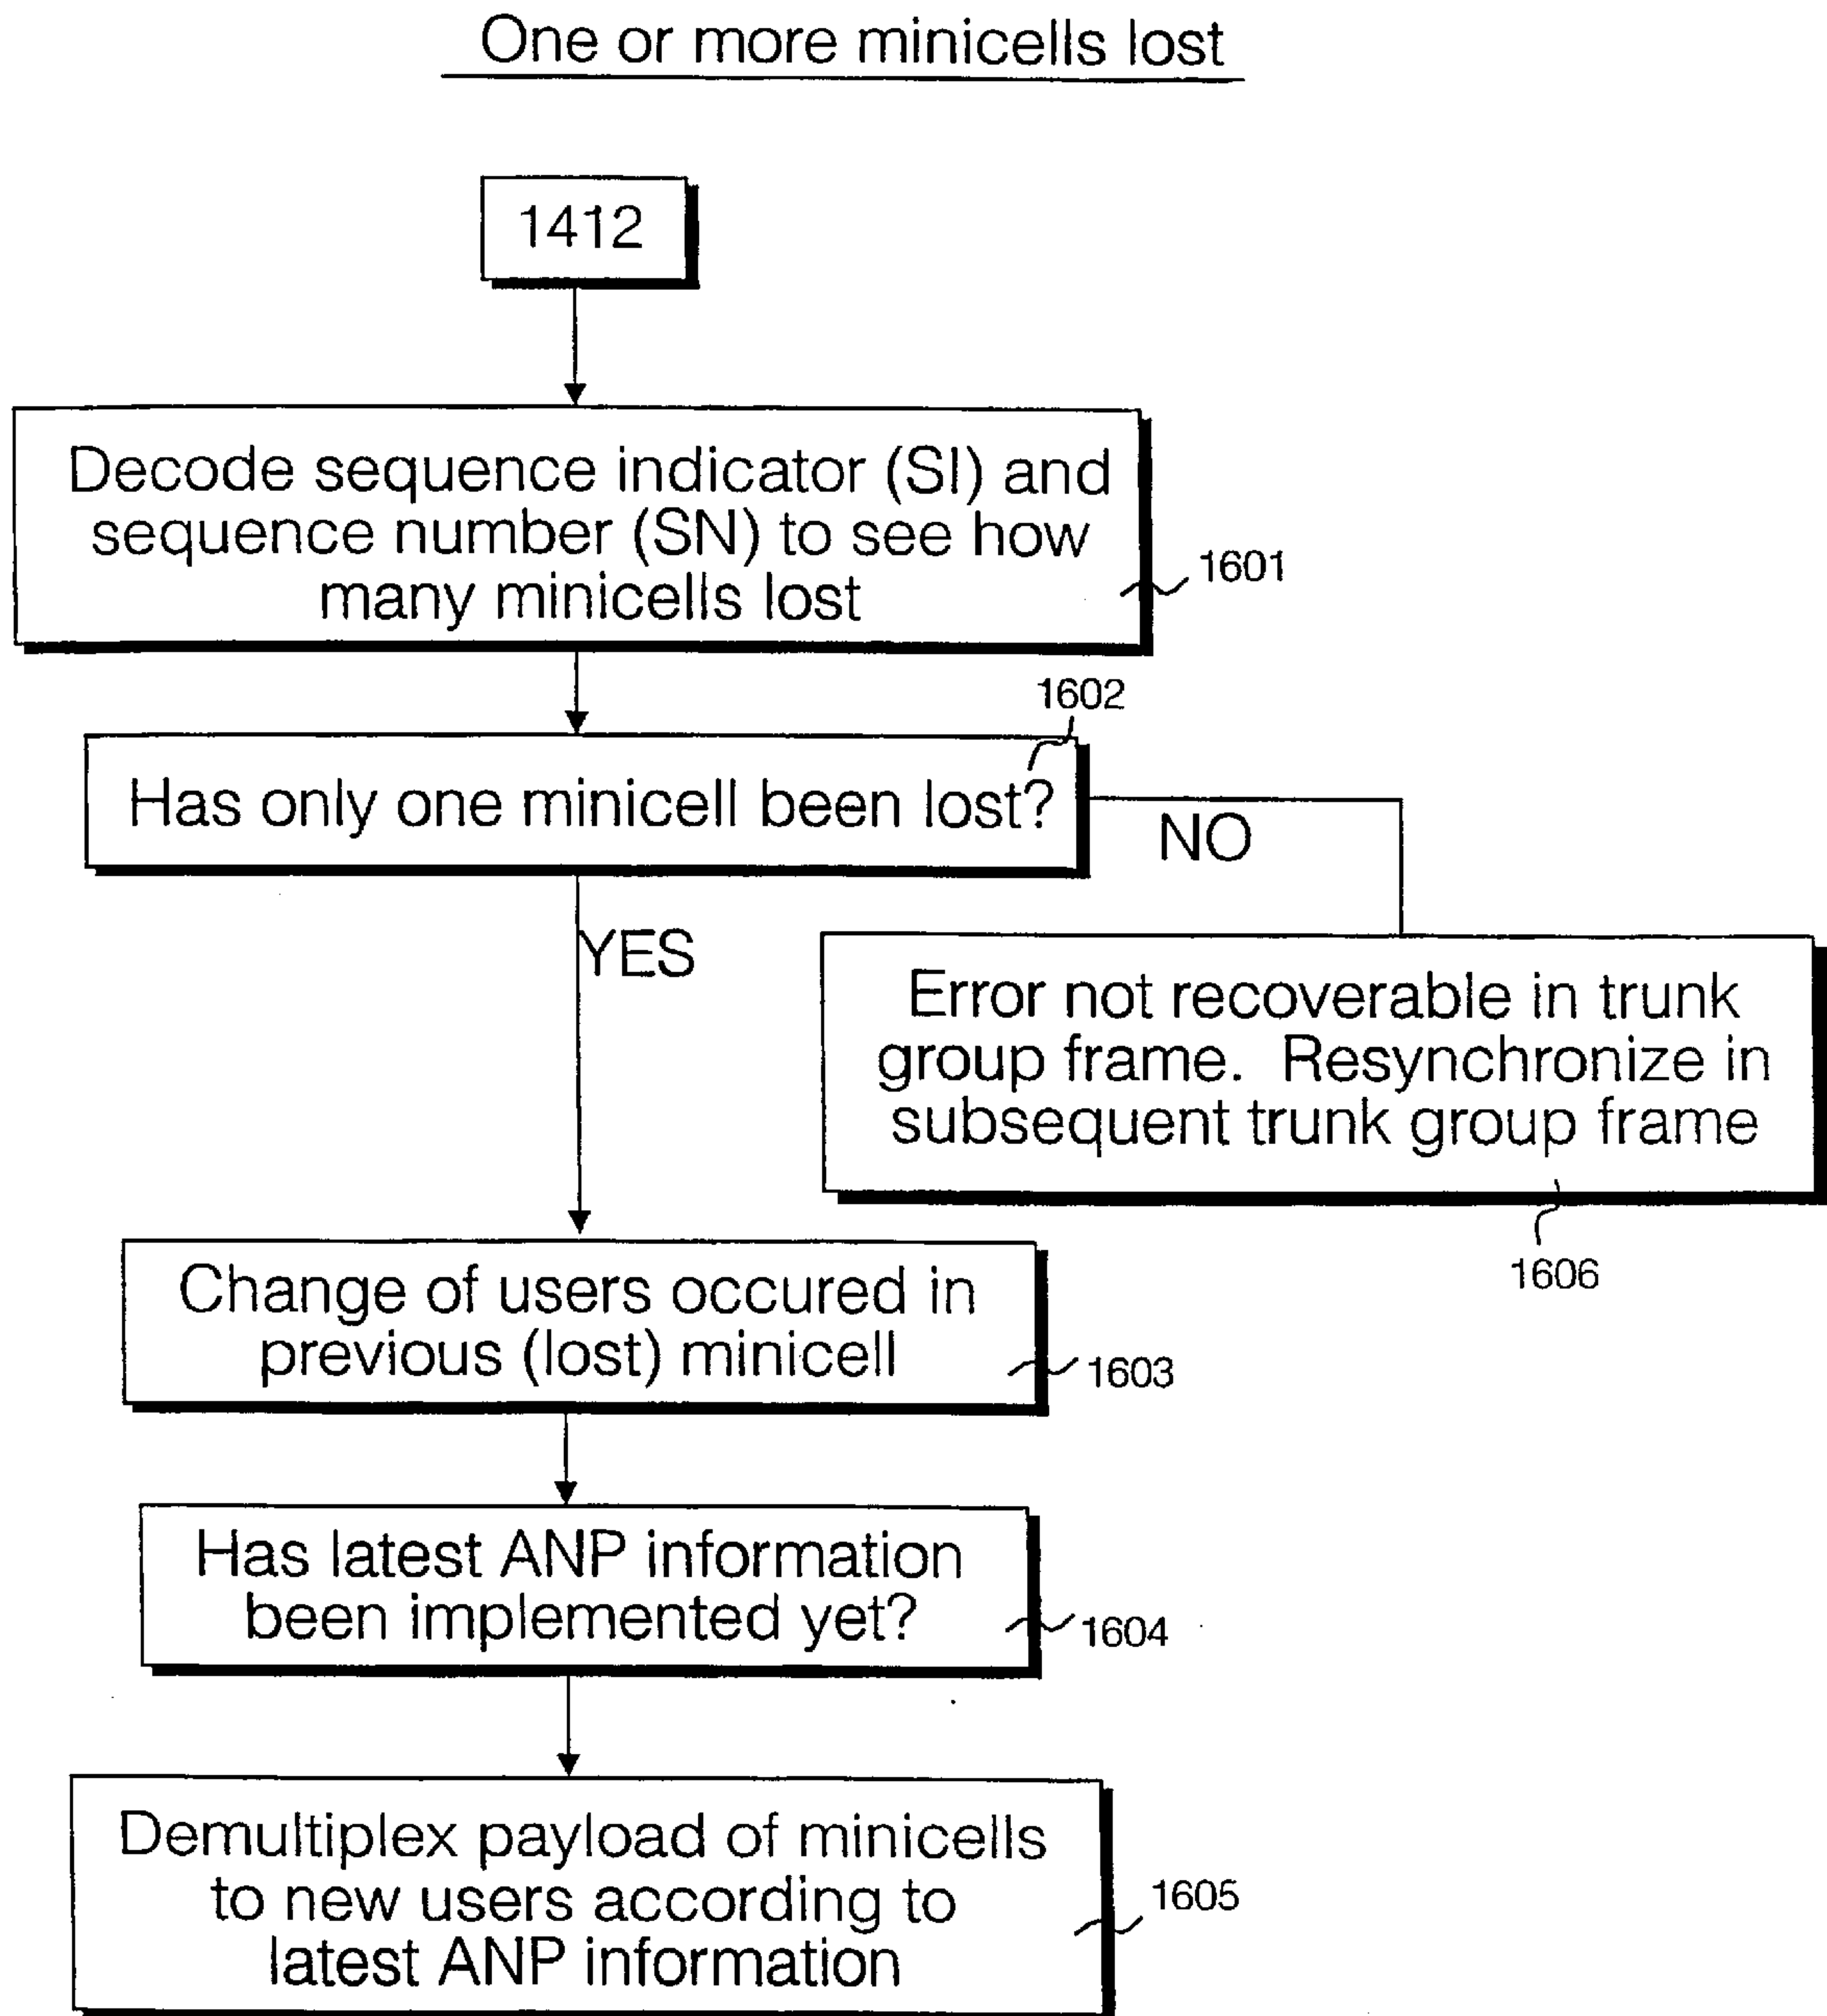 One or more minicells lost
1412
Decode sequence indicator (SI) and
sequence number (SN) to see how
many minicells lost
1601
1602
Has only one minicell been lost?
NO
YES
Error not recoverable in trunk
group frame. Resynchronize in
subsequent trunk group frame
1606
Change of users occured in
previous (lost) minicell
1603
Has latest ANP information
been implemented yet?
1604
Demultiplex payload of minicells
to new users according to
latest ANP information
1605